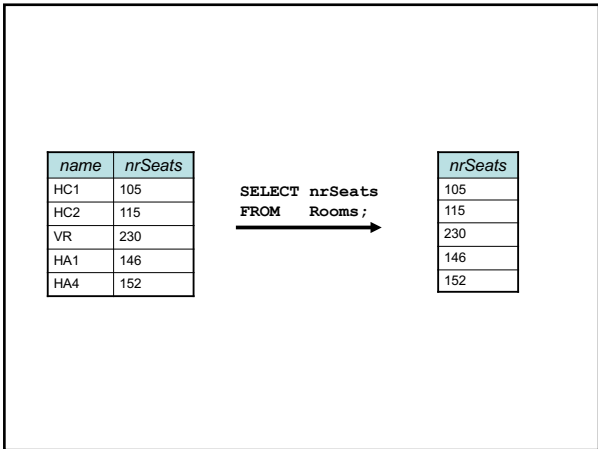 name nrSeats
HC1 105
HC2 115
VR 230
HA1 146
HA4 152
SELECT nrSeats
FROM Rooms;
nrSeats
105
115
230
146
152